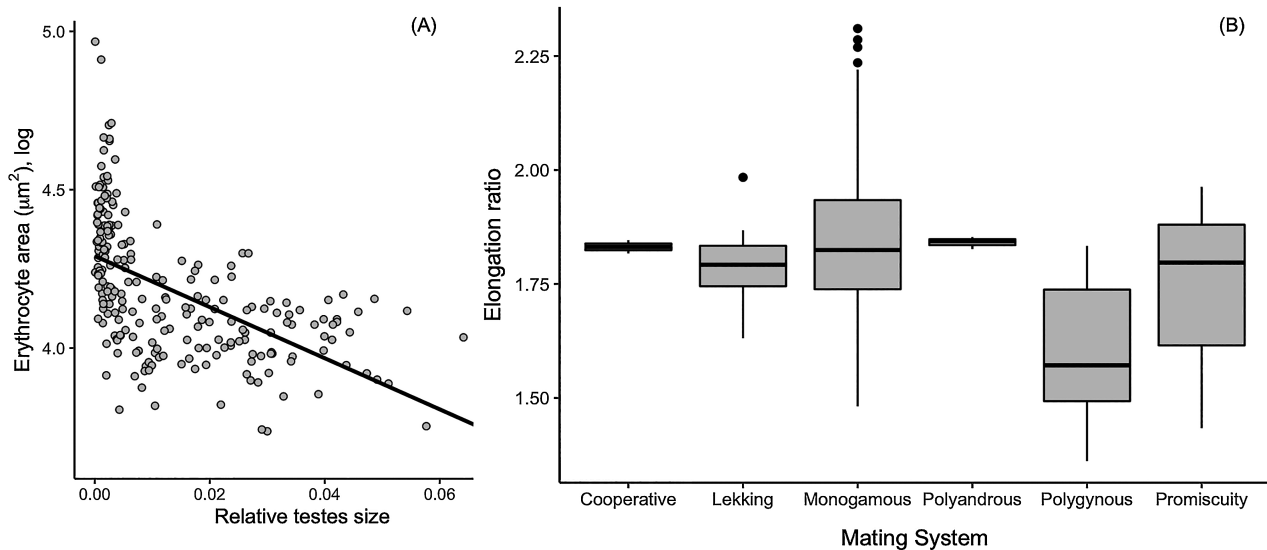 (A)
5.0
4.5
4.0
Erythrocyte area (μm²), log
0.00 0.02 0.04 0.06
Relative testes size
(B)
2.25
2.00
1.75
1.50
Elongation ratio
Cooperative Lekking Monogamous Polyandrous Polygynous Promiscuity
Mating System